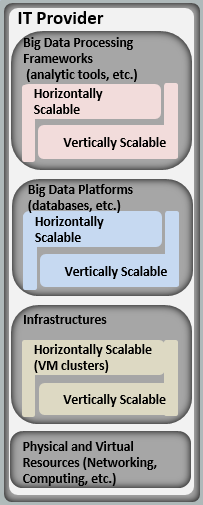 IT Provider
Big Data Processing
Frameworks
(analytic tools, etc.)
Horizontally
Scalable
Vertically Scalable
Big Data Platforms
(databases, etc.)
Horizontally
Scalable
Vertically Scalable
Infrastructures
Horizontally Scalable
(VM clusters)
Vertically Scalable
Physical and Virtual
Resources (Networking,
Computing, etc.)